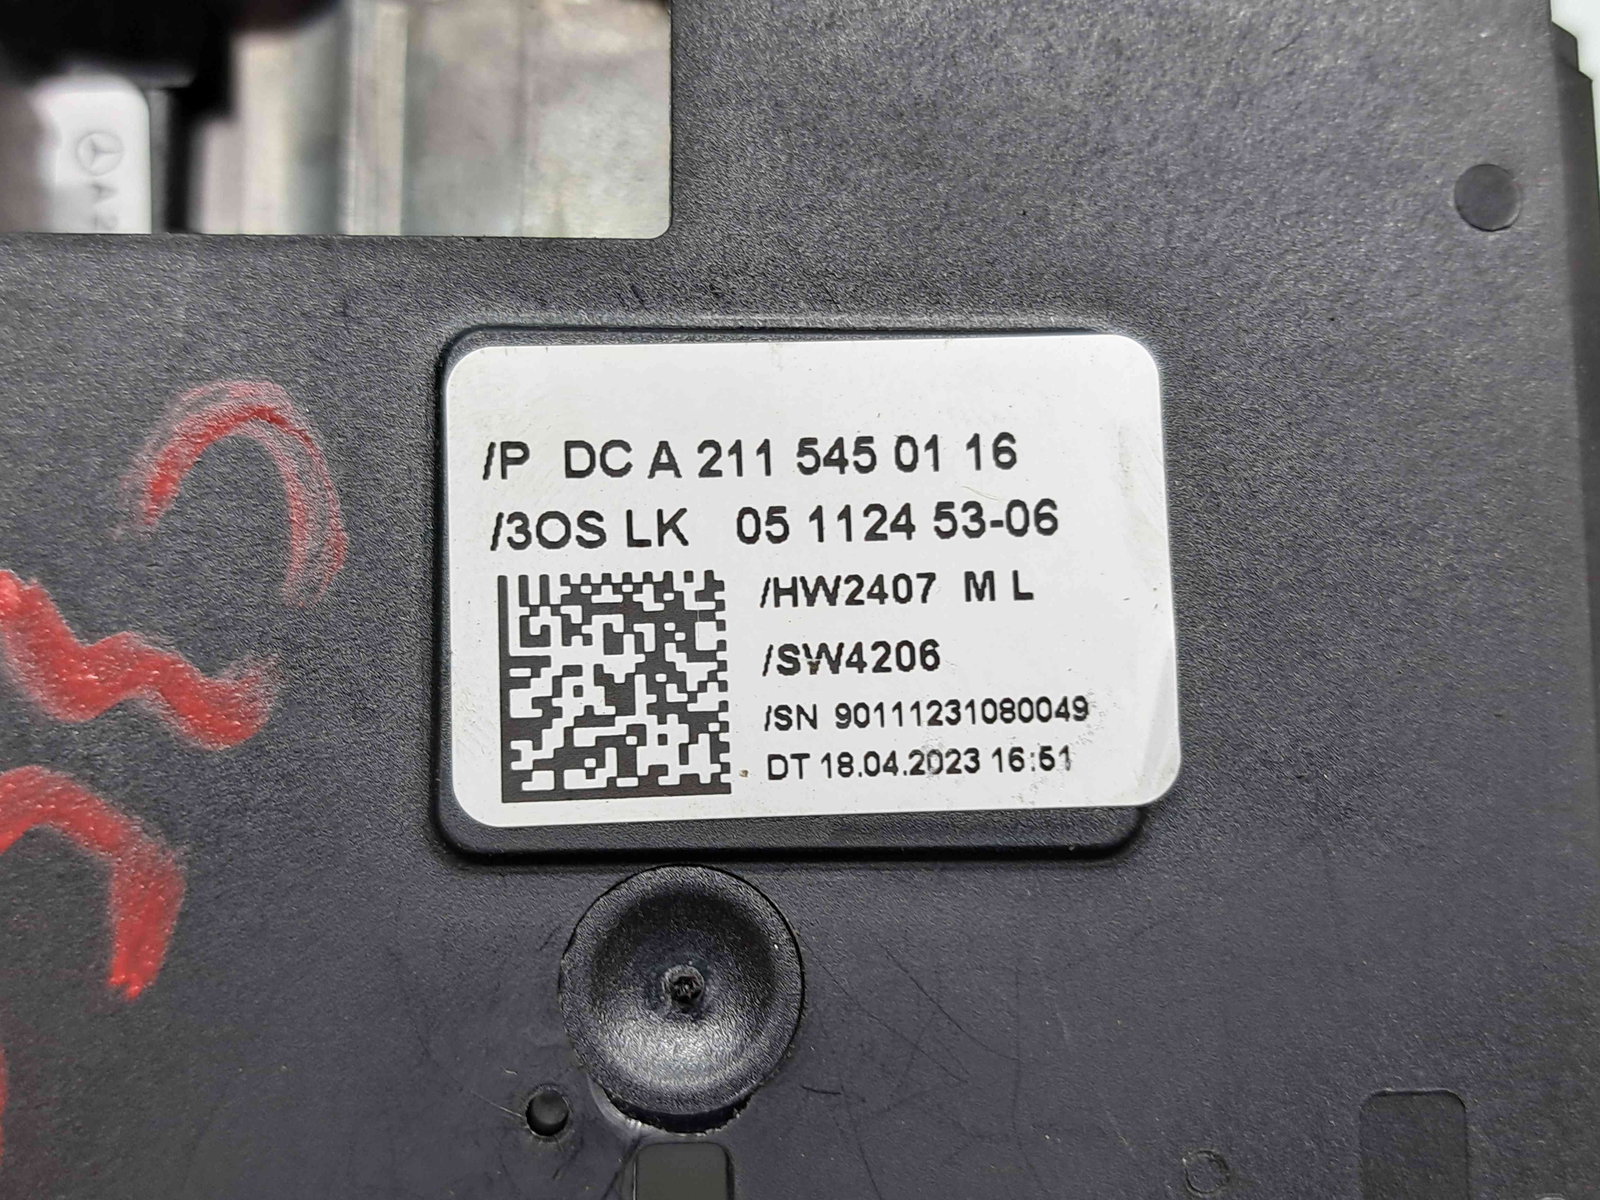 A 2
/P DC A 211 545 01 16
/3OS LK 05 1124 53-06
/HW2407 M L
/SW4206
/SN 90111231080049
DT 18.04.2023 16:51